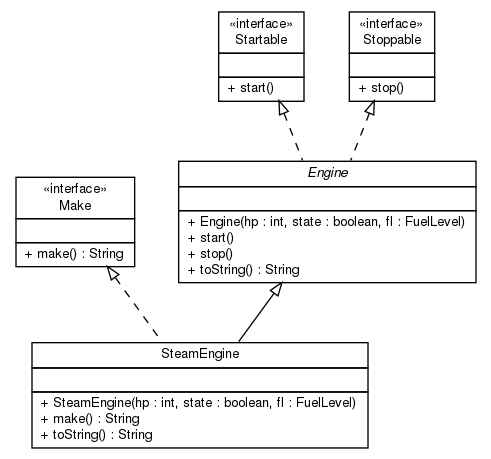 «interface»
Startable
+ start()
«interface»
Stoppable
+ stop()
Engine
+ Engine(hp : int, state : boolean, fl : FuelLevel)
+ start()
+ stop()
+ toString() : String
«interface»
Make
+ make() : String
SteamEngine
+ SteamEngine(hp : int, state : boolean, fl : FuelLevel)
+ make() : String
+ toString() : String